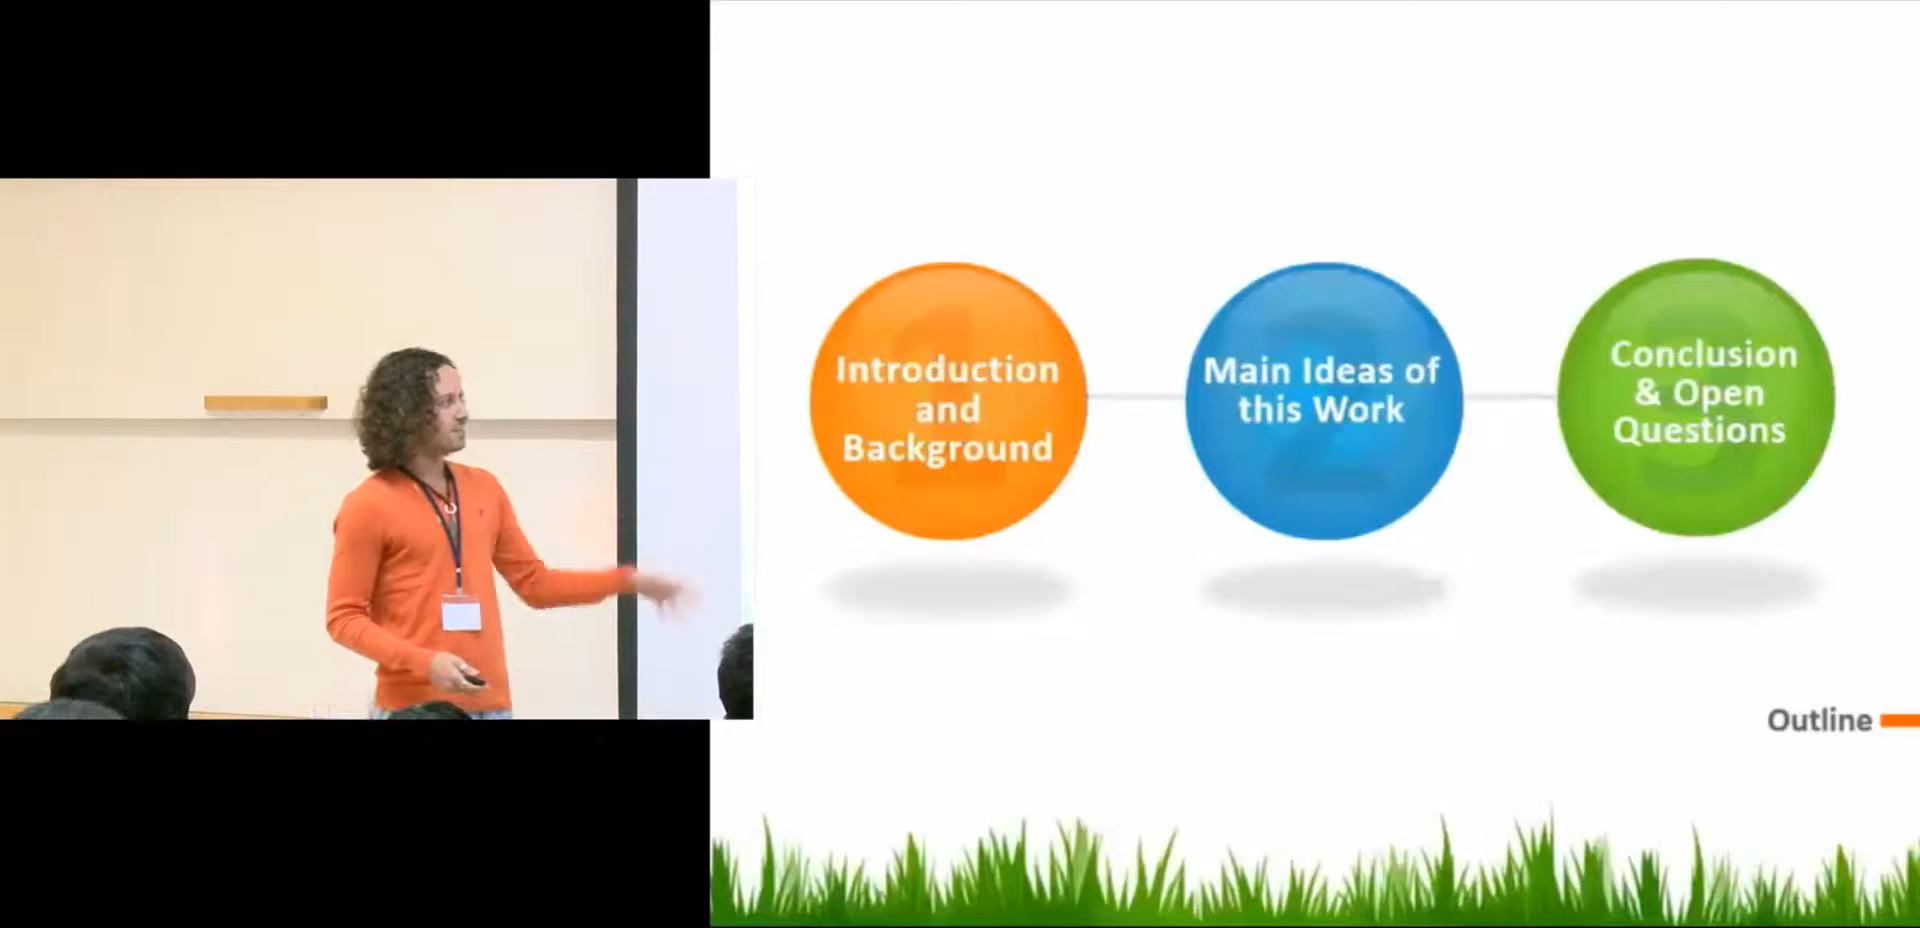 Introduction
and
Background
Main Ideas of
this Work
Conclusion
& Open
Questions
Outline